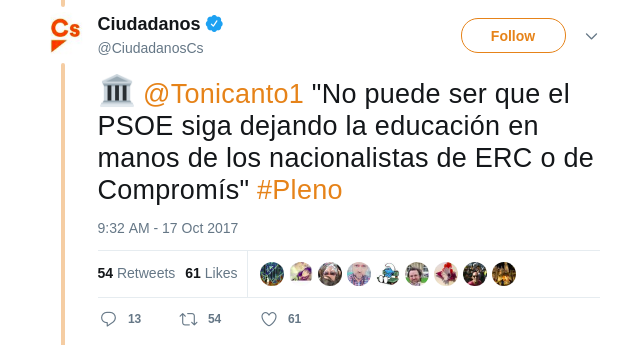 Cs
Ciudadanos
@CiudadanosCs
Follow
@Tonicanto1 "No puede ser que el
PSOE siga dejando la educación en
manos de los nacionalistas de ERC o de
Compromís" #Pleno
9:32 AM - 17 Oct 2017
54 Retweets 61 Likes
13 54 61